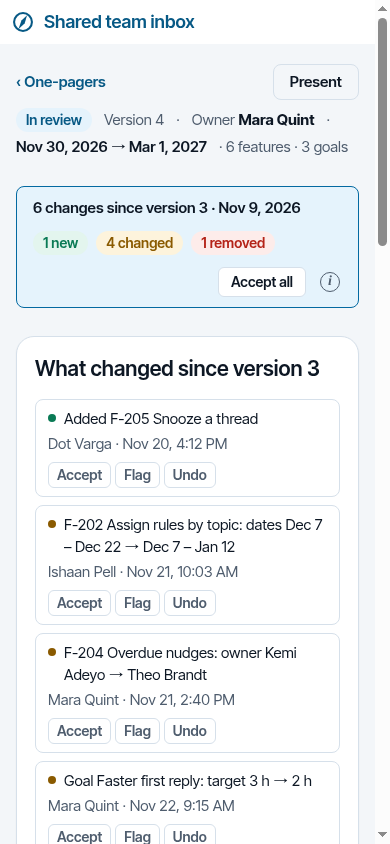 Shared team inbox
‹ One-pagers
Present
In review Version 4 · Owner Mara Quint ·
Nov 30, 2026 → Mar 1, 2027 · 6 features · 3 goals
6 changes since version 3 · Nov 9, 2026
1 new 4 changed 1 removed
Accept all i
What changed since version 3
Added F-205 Snooze a thread
Dot Varga · Nov 20, 4:12 PM
Accept Flag Undo
F-202 Assign rules by topic: dates Dec 7
– Dec 22 → Dec 7 – Jan 12
Ishaan Pell · Nov 21, 10:03 AM
Accept Flag Undo
F-204 Overdue nudges: owner Kemi
Adeyo → Theo Brandt
Mara Quint · Nov 21, 2:40 PM
Accept Flag Undo
Goal Faster first reply: target 3 h → 2 h
Mara Quint · Nov 22, 9:15 AM
Accept Flag Undo